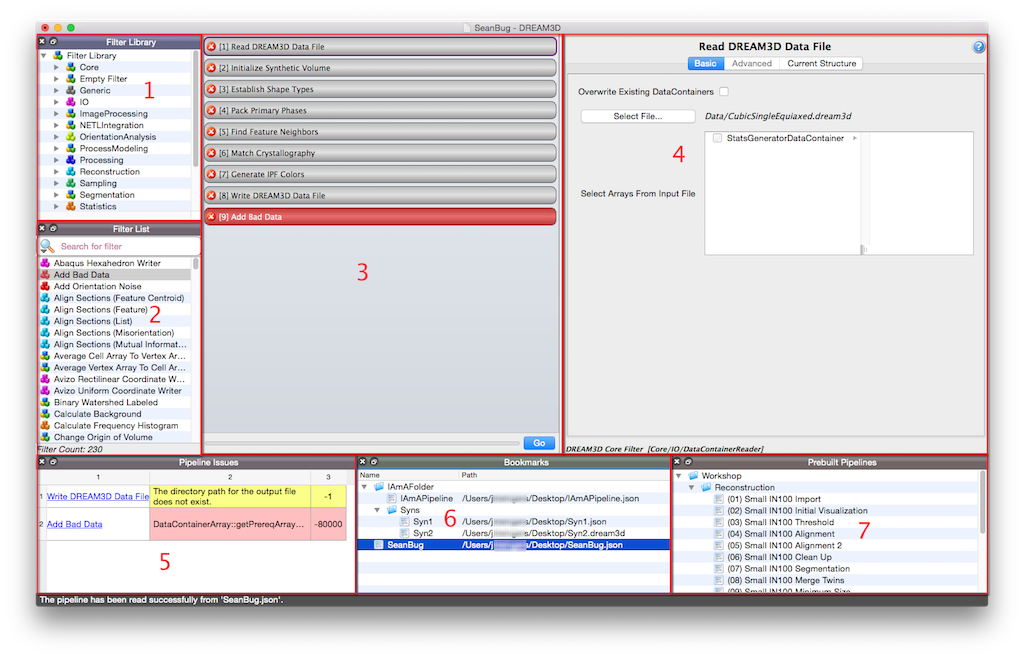 SeanBug - DREAM3D
Filter Library
Filter Library
Core
Empty Filter
Generic
IO
ImageProcessing
NETLIntegration
OrientationAnalysis
ProcessModeling
Processing
Reconstruction
Sampling
Segmentation
Statistics
1
Filter List
Search for filter
Abaqus Hexahedron Writer
Add Bad Data
Add Orientation Noise
Align Sections (Feature Centroid)
Align Sections (Feature)
Align Sections (List)
Align Sections (Misorientation)
Align Sections (Mutual Informat...
Average Cell Array To Vertex Ar...
Average Vertex Array To Cell Ar...
Avizo Rectilinear Coordinate W...
Avizo Uniform Coordinate Writer
Binary Watershed Labeled
Calculate Background
Calculate Frequency Histogram
Change Origin of Volume
Filter Count: 230
2
[1] Read DREAM3D Data File
[2] Initialize Synthetic Volume
[3] Establish Shape Types
[4] Pack Primary Phases
[5] Find Feature Neighbors
[6] Match Crystallography
[7] Generate IPF Colors
[8] Write DREAM3D Data File
[9] Add Bad Data
3
Go
Read DREAM3D Data File
?
Basic Advanced Current Structure
Overwrite Existing DataContainers
Select File... Data/CubicSingleEquiaxed.dream3d
StatsGeneratorDataContainer
4
Select Arrays From Input File
DREAM3D Core Filter [Core/IO/DataContainerReader]
Pipeline Issues
1 2 3
1 Write DREAM3D Data File The directory path for the output file -1
does not exist.
2 Add Bad Data DataContainerArray::getPrereqArray... -80000
5
Bookmarks
Name Path
IAmAFolder
IAmAPipeline /Users/j s/Desktop/IAmAPipeline.json
Syns
Syn1 /Users/j s/Desktop/Syn1.json
Syn2 /Users/j s/Desktop/Syn2.dream3d
SeanBug /Users/j s/Desktop/SeanBug.json
6
Prebuilt Pipelines
Workshop
Reconstruction
(01) Small IN100 Import
(02) Small IN100 Initial Visualization
(03) Small IN100 Threshold
(04) Small IN100 Alignment
(05) Small IN100 Alignment 2
(06) Small IN100 Clean Up
(07) Small IN100 Segmentation
(08) Small IN100 Merge Twins
(09) Small IN100 Minimum Size
7
The pipeline has been read successfully from 'SeanBug.json'.